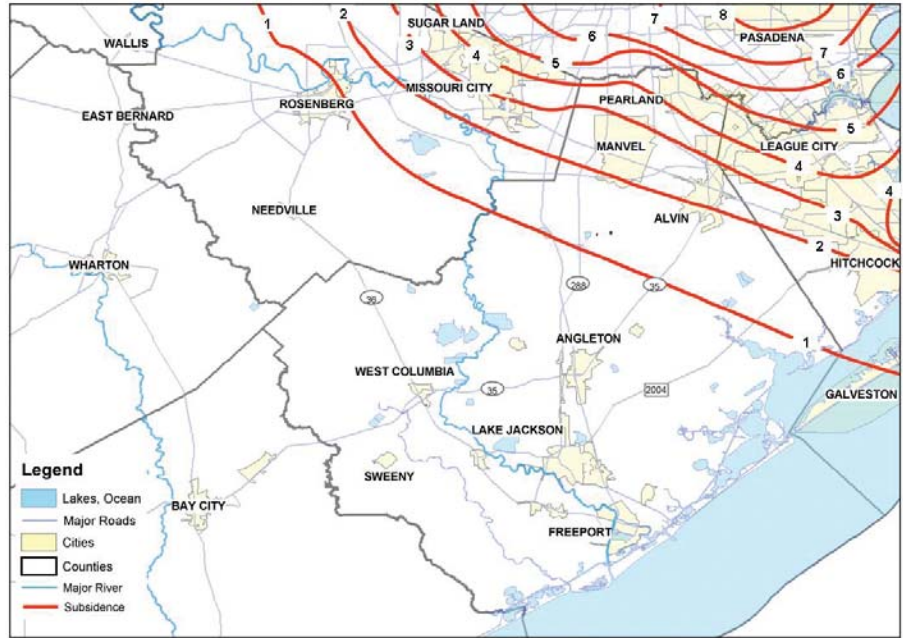 1
2
SUGAR LAND
7
8
PASADENA
WALLIS
3
4
6
5
7
6
ROSENBERG
MISSOURI CITY
PEARLAND
5
EAST BERNARD
MANVEL
LEAGUE CITY
4
4
NEEDVILLE
ALVIN
3
2
WHARTON
HITCHCOCK
36
288
35
1
ANGLETON
WEST COLUMBIA
35
2004
GALVESTON
LAKE JACKSON
SWEENY
BAY CITY
FREEPORT
Legend
Lakes, Ocean
Major Roads
Cities
Counties
Major River
Subsidence